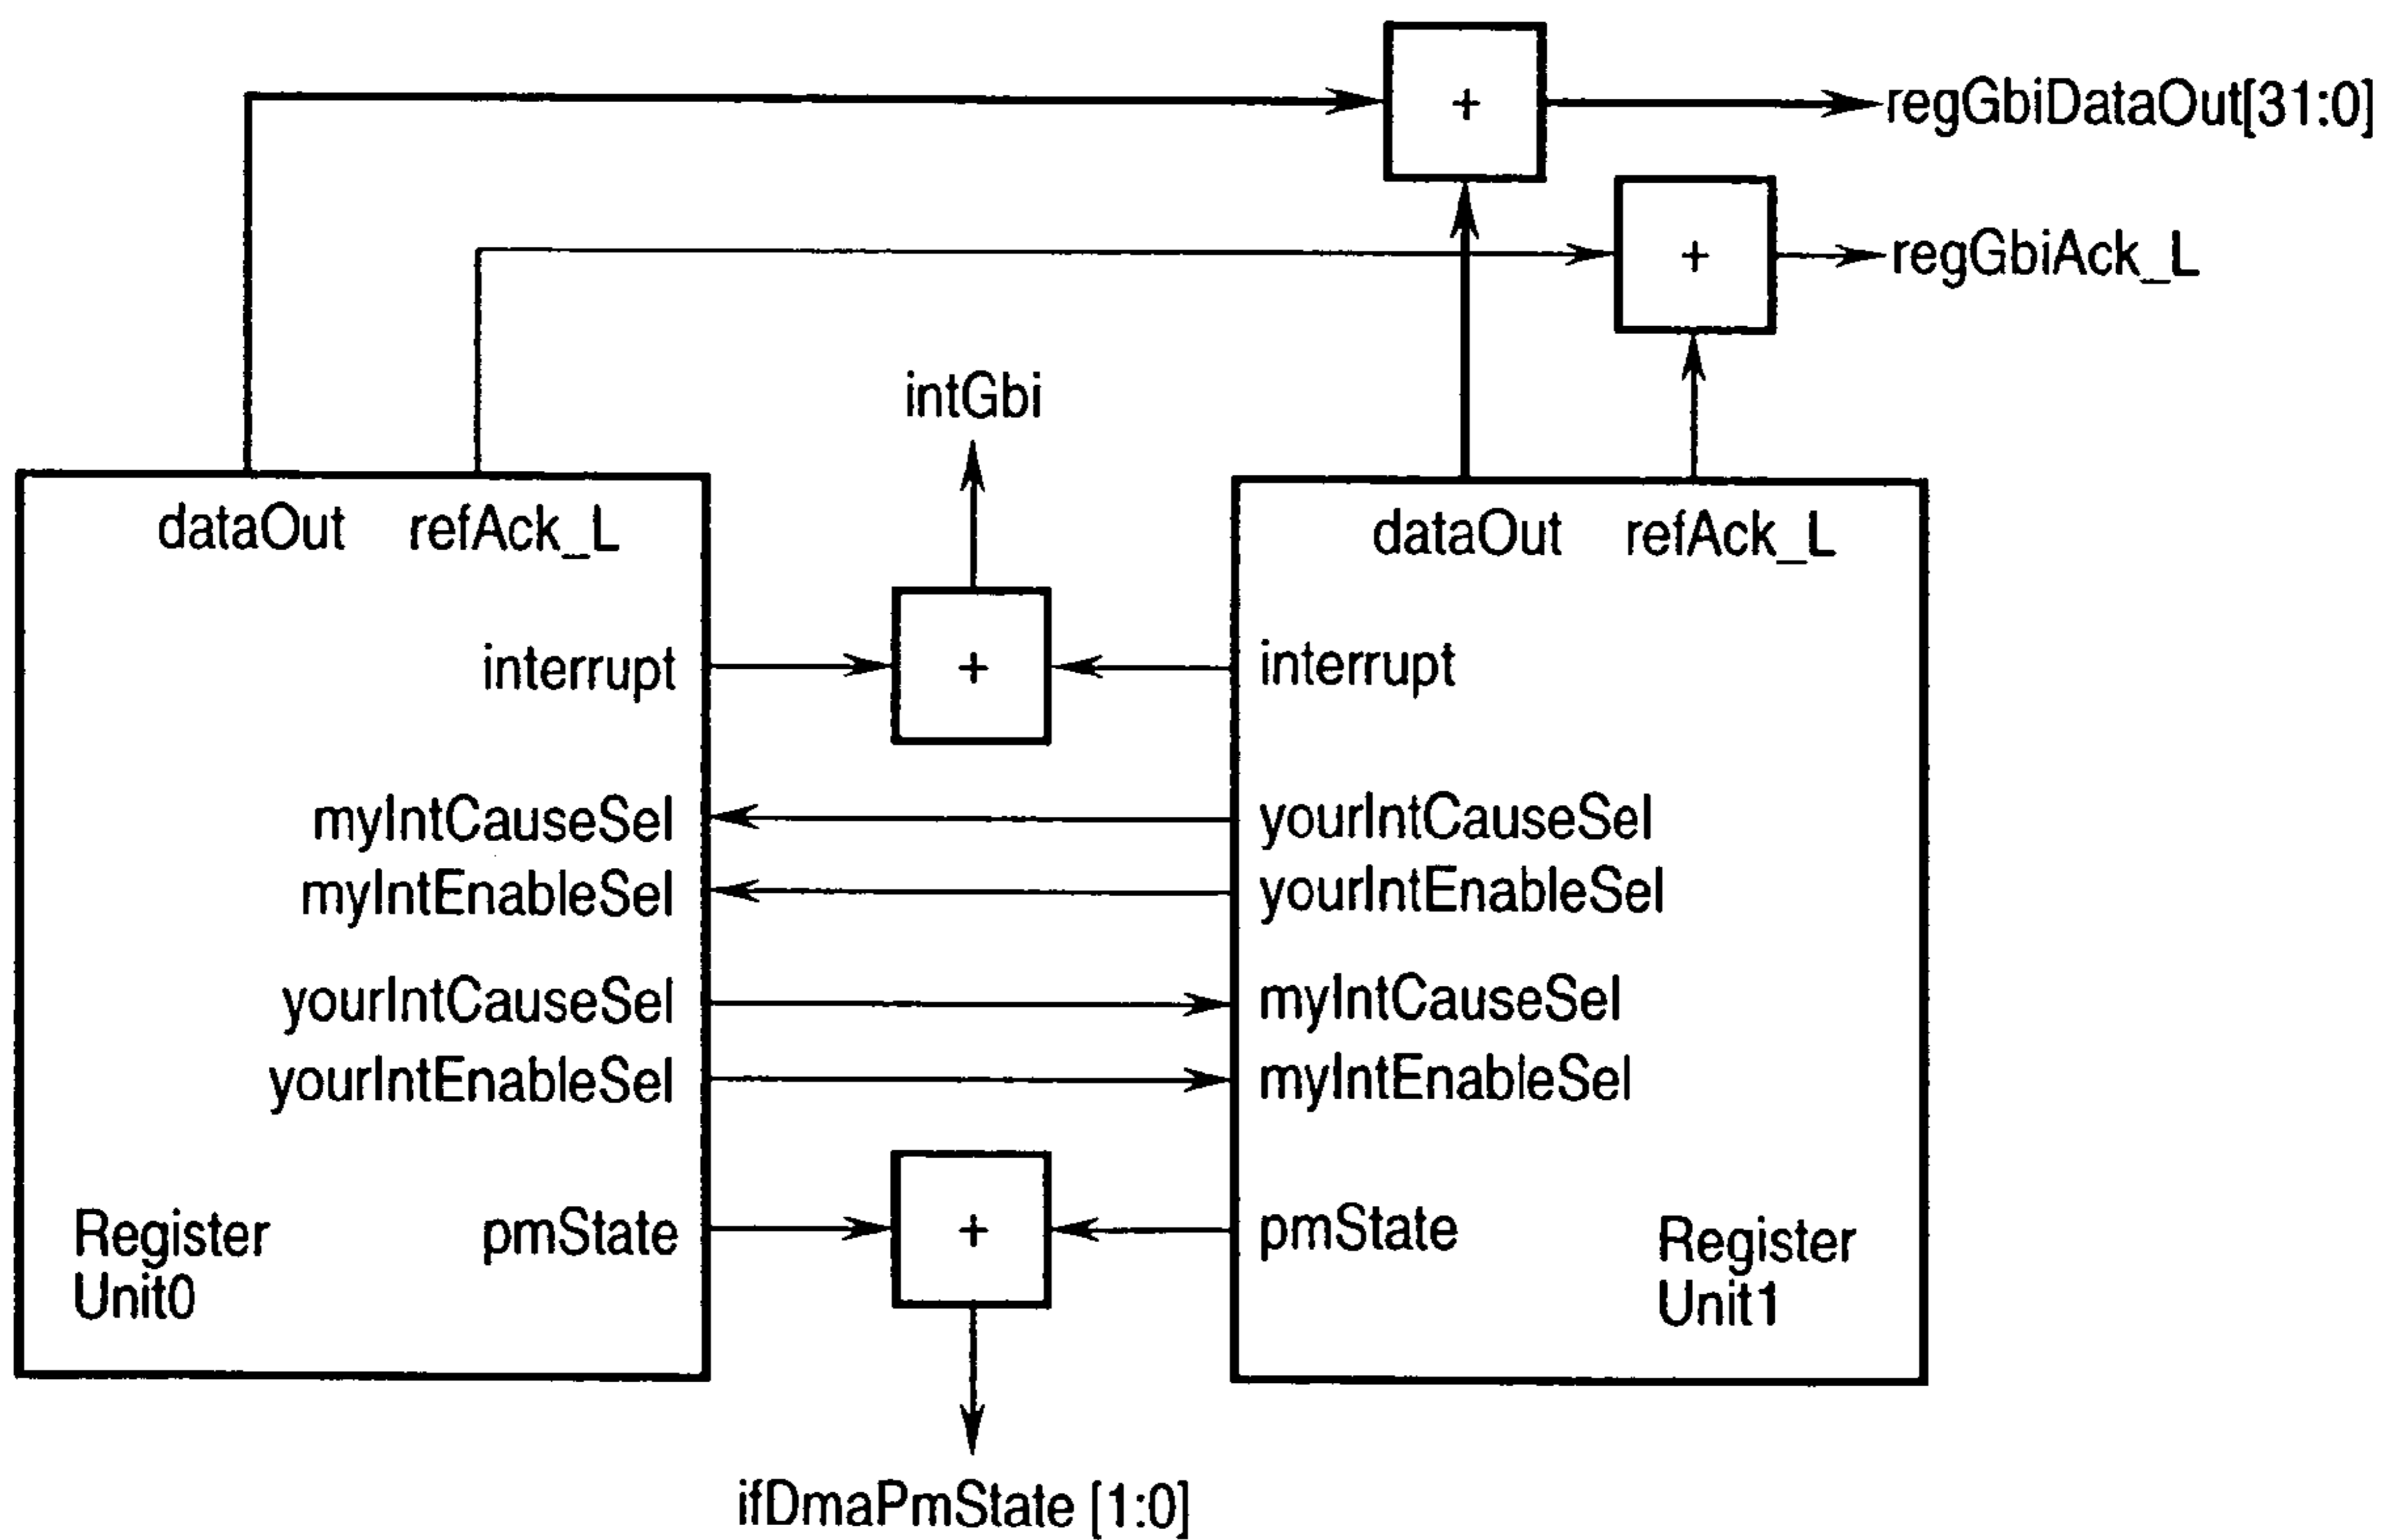 +
regGbiDataOut[31:0]
+
regGbiAck_L
intGbi
dataOut refAck_L
dataOut refAck_L
interrupt
+
interrupt
myIntCauseSel
yourIntCauseSel
myIntEnableSel
yourIntEnableSel
yourIntCauseSel
myIntCauseSel
yourIntEnableSel
myIntEnableSel
Register
Unit0
pmState
+
pmState
Register
Unit1
ifDmaPmState [1:0]